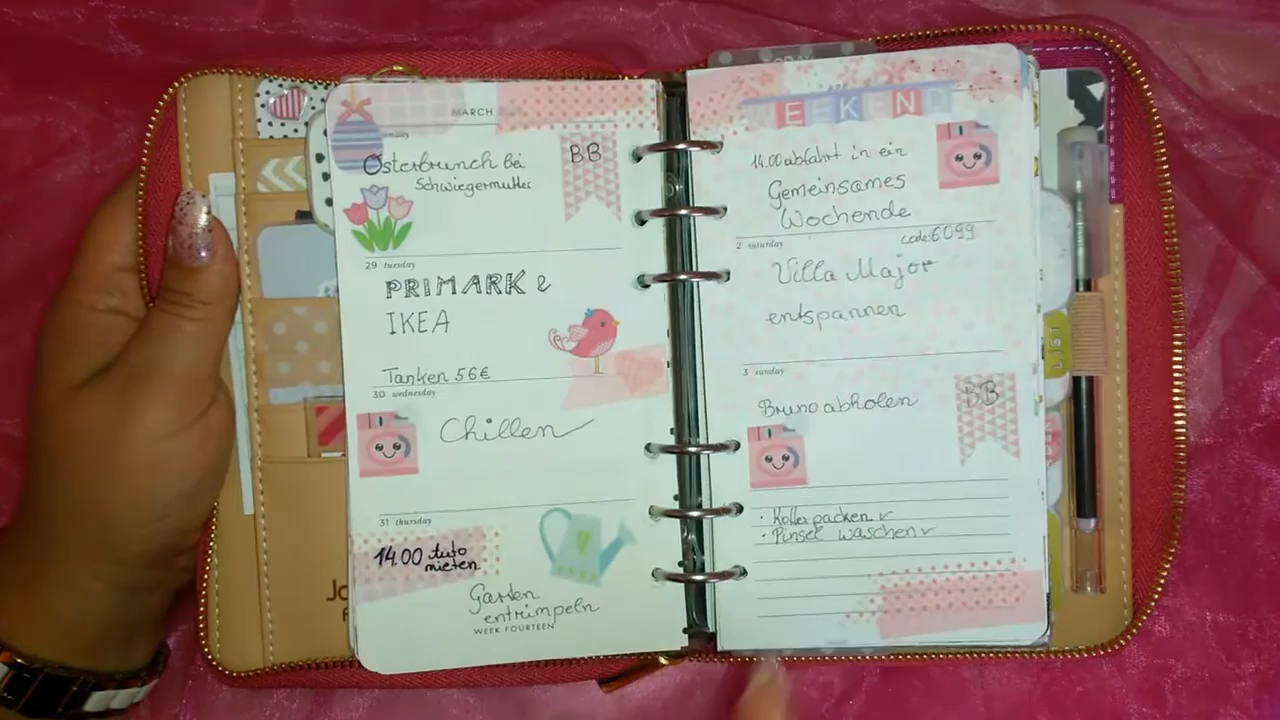 MARCH
Osterbrunch bei
Schwiegermutter
BB
29 tuesday
PRIMARK &
IKEA
Tanken 56€
30 wednesday
Chillen
31 thursday
14.00 Auto
mieten
Garten
entrümpeln
WEEK FOURTEEN
WEEKEND
14.00 abfahrt in ein
Gemeinsames
Wochende
2 saturday
code: 6099
Villa Major
entspannen
3 sunday
Bruno abholen
BB
· Koffer packen ✓
· Pinsel waschen ✓
LIST